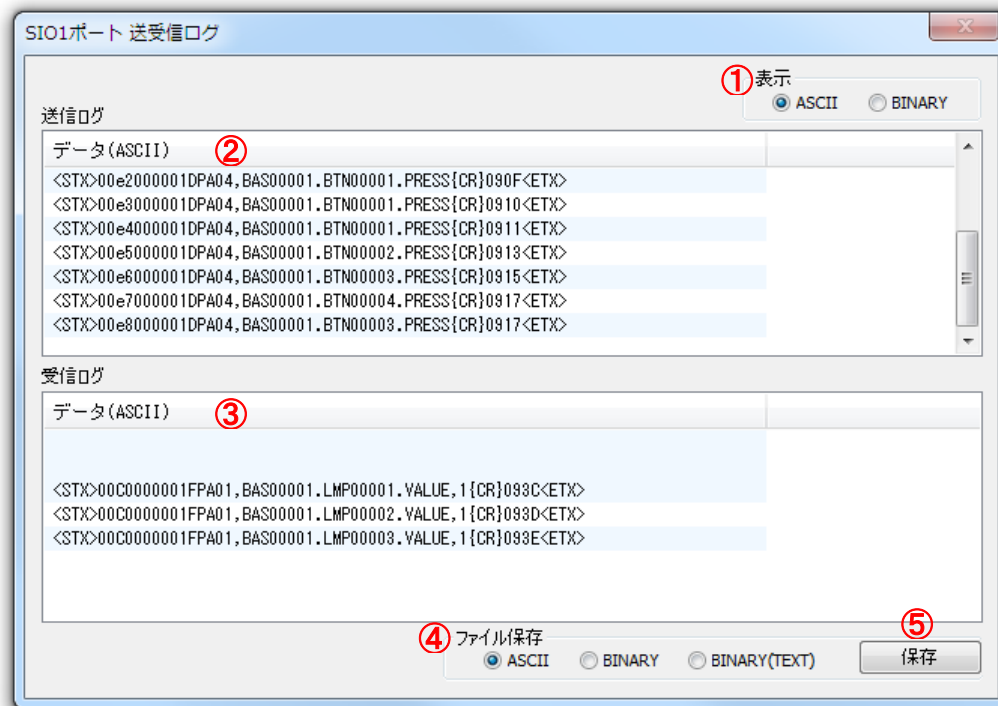 SIO1ポート 送受信ログ
① 表示
ASCII BINARY
送信ログ
データ(ASCII) ②
<STX>00e2000001DPA04,BAS00001.BTN00001.PRESS{CR}090F<ETX>
<STX>00e3000001DPA04,BAS00001.BTN00001.PRESS{CR}0910<ETX>
<STX>00e4000001DPA04,BAS00001.BTN00001.PRESS{CR}0911<ETX>
<STX>00e5000001DPA04,BAS00001.BTN00002.PRESS{CR}0913<ETX>
<STX>00e6000001DPA04,BAS00001.BTN00003.PRESS{CR}0915<ETX>
<STX>00e7000001DPA04,BAS00001.BTN00004.PRESS{CR}0917<ETX>
<STX>00e8000001DPA04,BAS00001.BTN00003.PRESS{CR}0917<ETX>
受信ログ
データ(ASCII) ③
<STX>00C0000001FPA01,BAS00001.LMP00001.VALUE,1{CR}093C<ETX>
<STX>00C0000001FPA01,BAS00001.LMP00002.VALUE,1{CR}093D<ETX>
<STX>00C0000001FPA01,BAS00001.LMP00003.VALUE,1{CR}093E<ETX>
④ ファイル保存
ASCII BINARY BINARY(TEXT)
⑤
保存